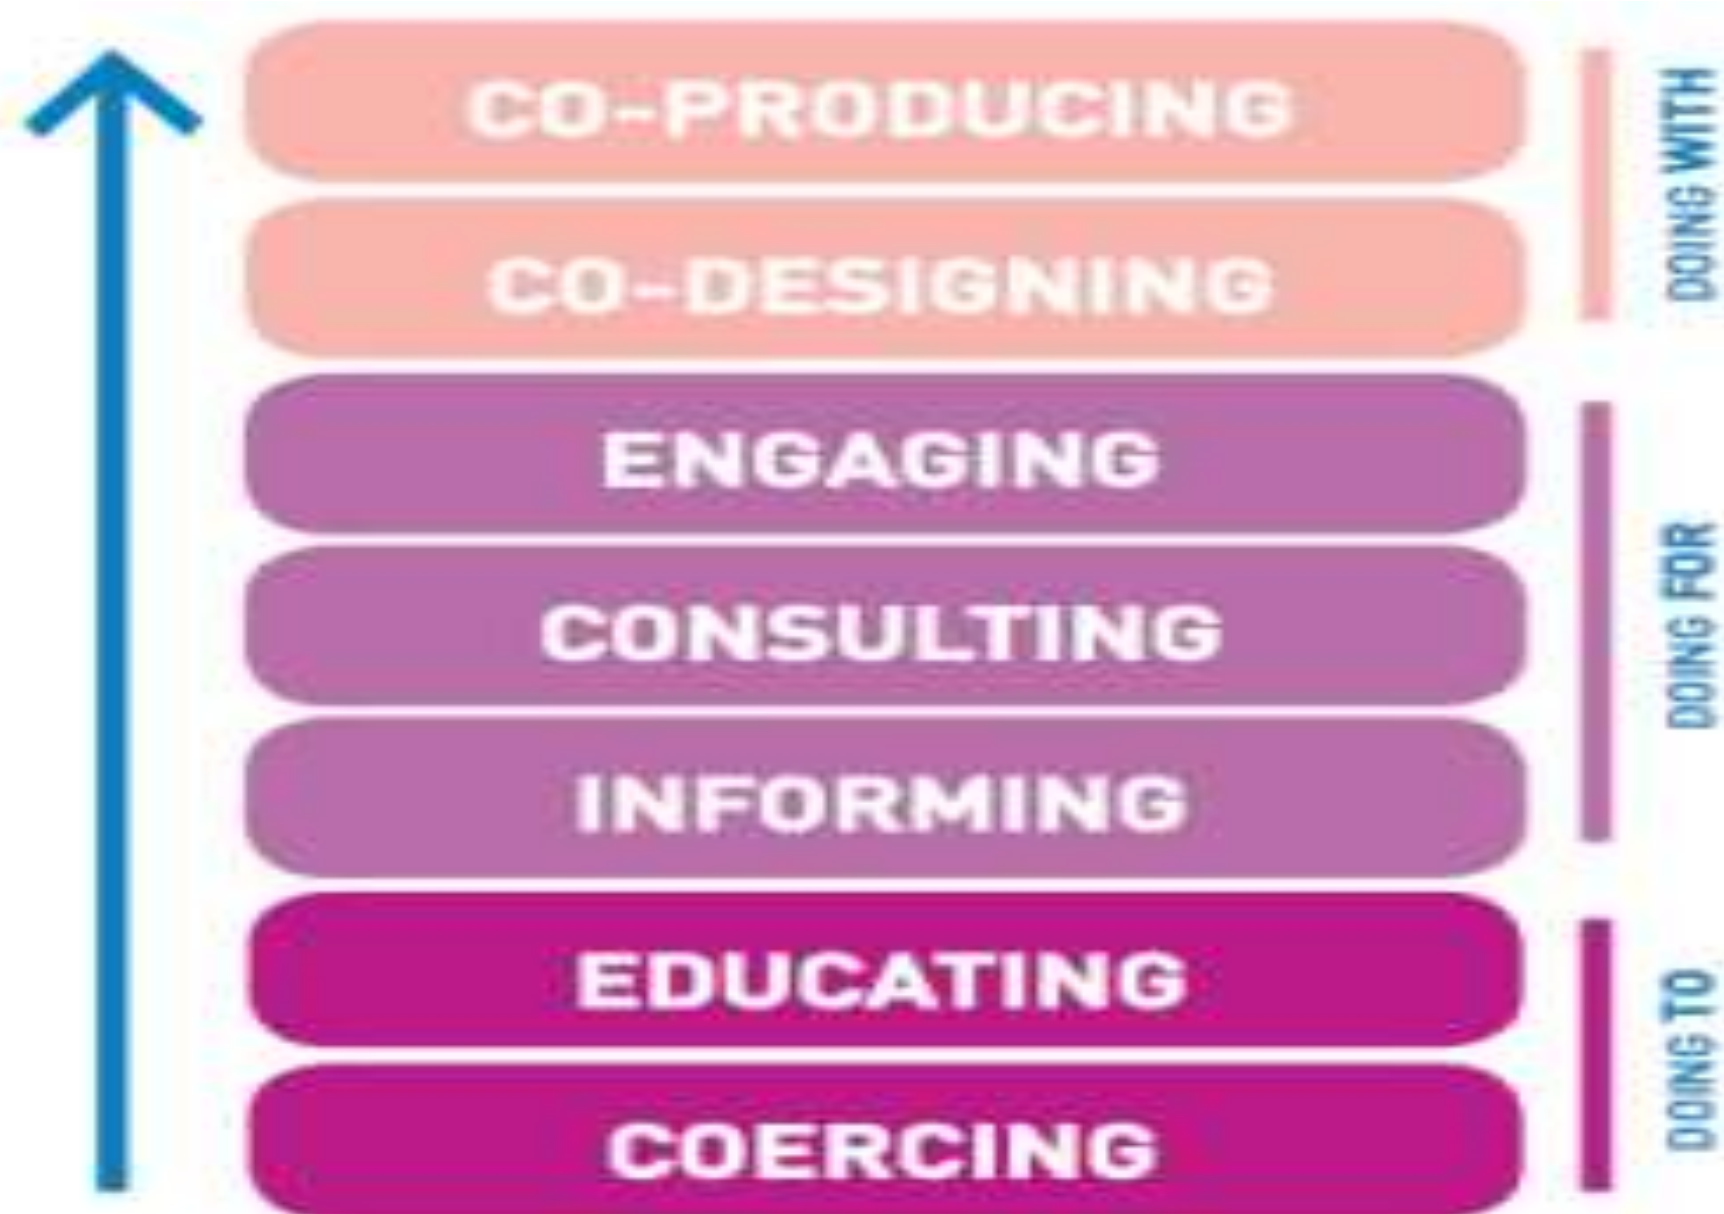 CO-PRODUCING
CO-DESIGNING
DOING WITH
ENGAGING
CONSULTING
INFORMING
DOING FOR
EDUCATING
COERCING
DOING TO